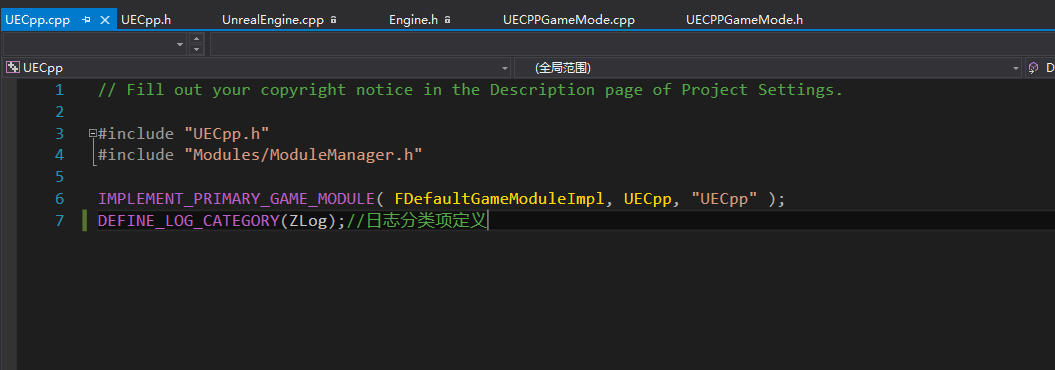 UECpp.cpp UECpp.h UnrealEngine.cpp Engine.h UECPPGameMode.cpp UECPPGameMode.h
UECpp (全局范围) D
1 // Fill out your copyright notice in the Description page of Project Settings.
2
3 #include "UECpp.h"
4 #include "Modules/ModuleManager.h"
5
6 IMPLEMENT_PRIMARY_GAME_MODULE( FDefaultGameModuleImpl, UECpp, "UECpp" );
7 DEFINE_LOG_CATEGORY(ZLog);//日志分类项定义